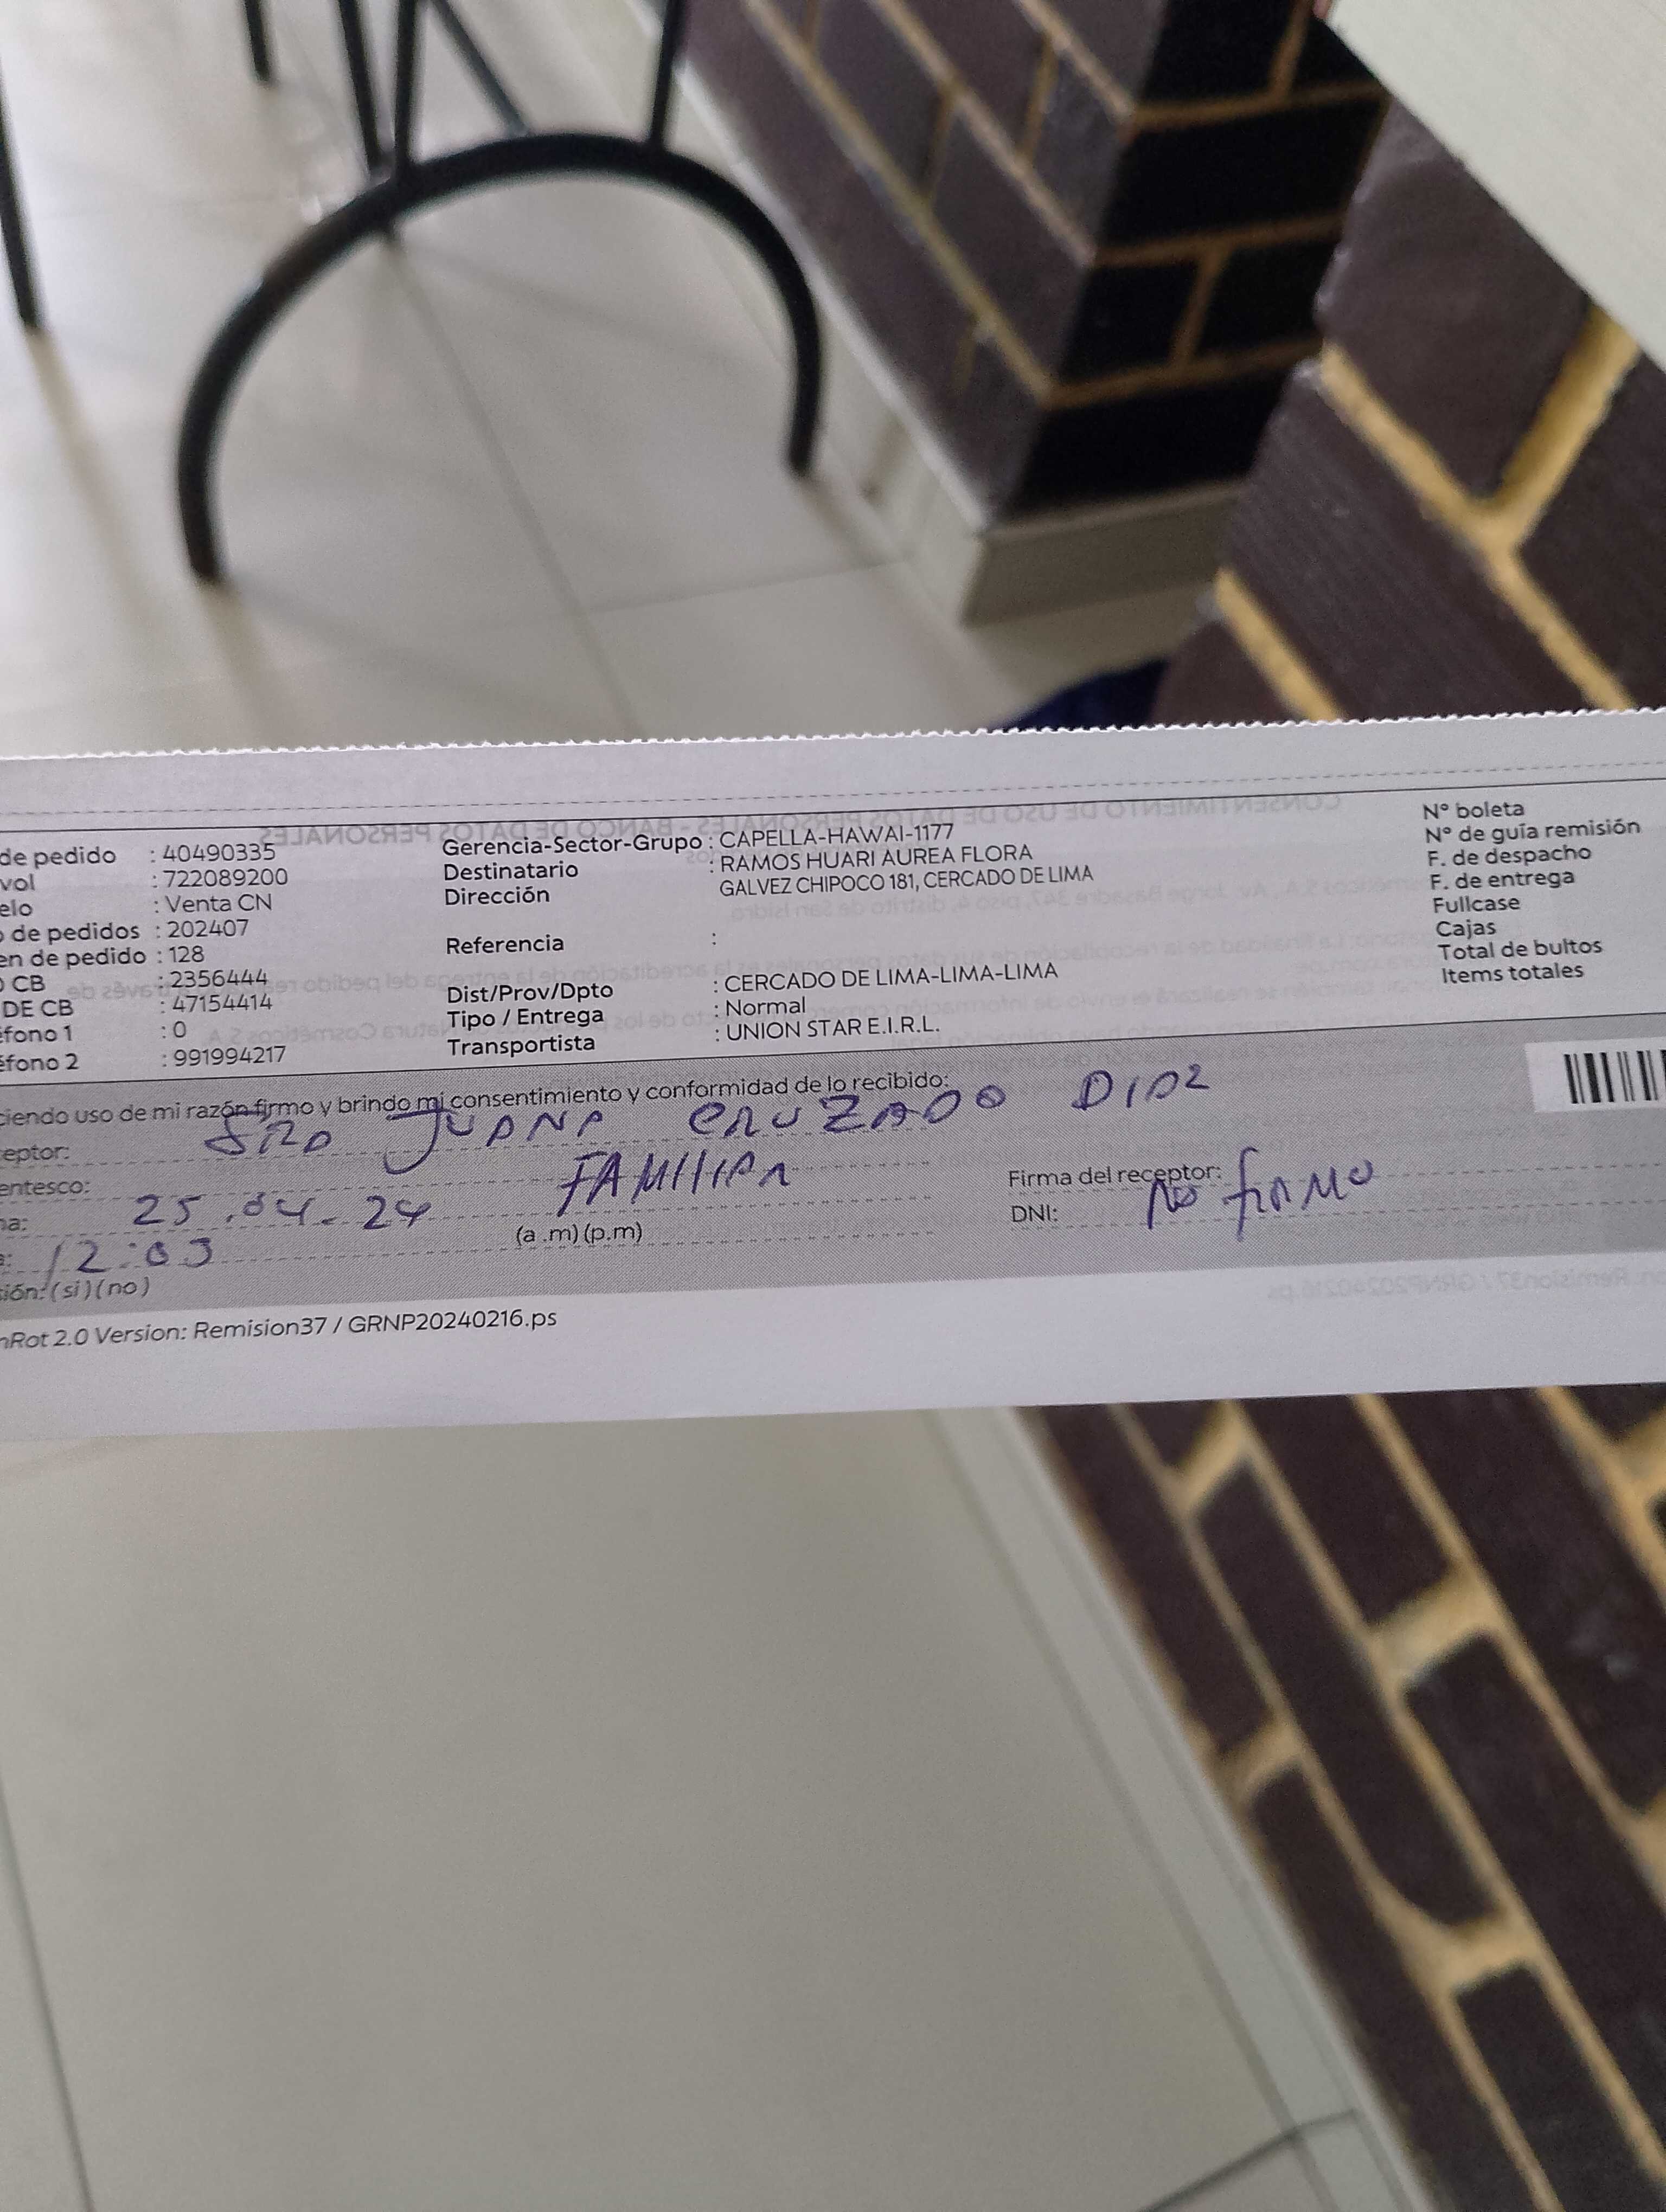 de pedido : 40490335
vol : 722089200
elo : Venta CN
de pedidos : 202407
en de pedido : 128
CB : 2356444
DE CB : 47154414
éfono 1 : 0
éfono 2 : 991994217
Gerencia-Sector-Grupo : CAPELLA-HAWAI-1177
Destinatario : RAMOS HUARI AUREA FLORA
Dirección GALVEZ CHIPOCO 181, CERCADO DE LIMA
Referencia :
Dist/Prov/Dpto : CERCADO DE LIMA-LIMA-LIMA
Tipo / Entrega : Normal
Transportista : UNION STAR E.I.R.L.
N° boleta
N° de guía remisión
F. de despacho
F. de entrega
Fullcase
Cajas
Total de bultos
Items totales
ciendo uso de mi razón firmo y brindo mi consentimiento y conformidad de lo recibido:
eptor: SRA JUANA CRUZADO DIAZ
entesco: FAMILIAR
na: 25.04.24
a: 12:03 (a .m) (p.m)
sión: (si) (no)
Firma del receptor: NO FIRMO
DNI:
nRot 2.0 Version: Remision37 / GRNP20240216.ps